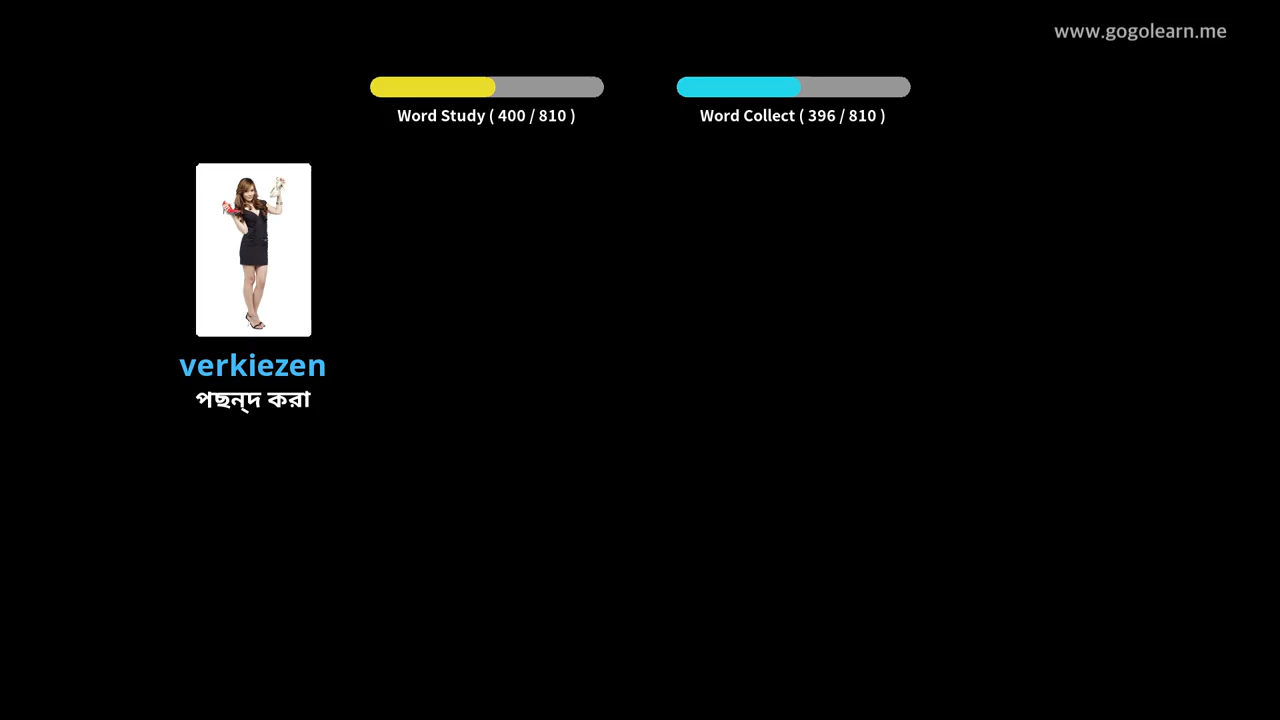 www.gogolearn.me
Word Study ( 400 / 810 )
Word Collect ( 396 / 810 )
verkiezen
পছন্দ করা